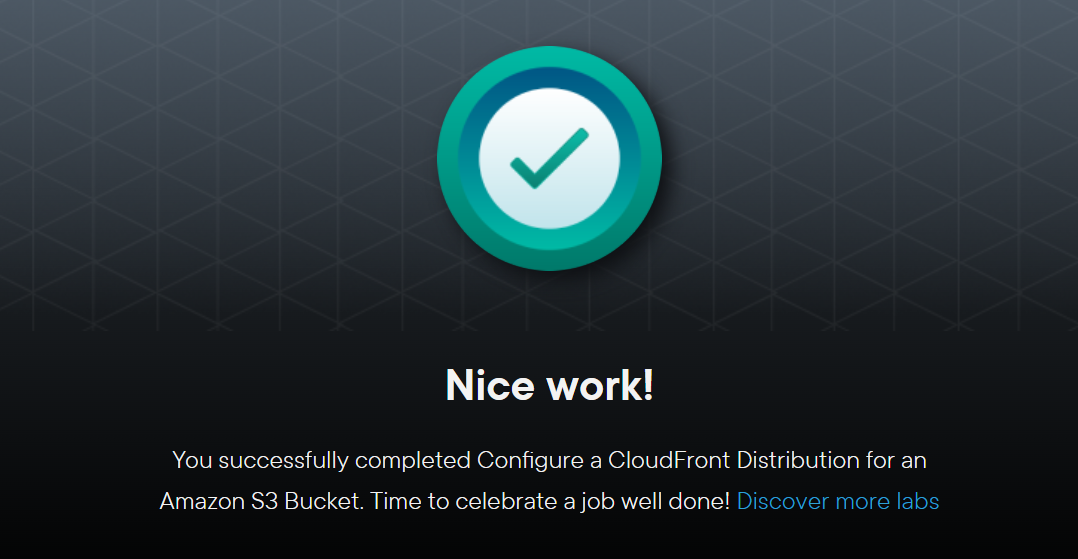 Nice work!
You successfully completed Configure a CloudFront Distribution for an
Amazon S3 Bucket. Time to celebrate a job well done! Discover more labs